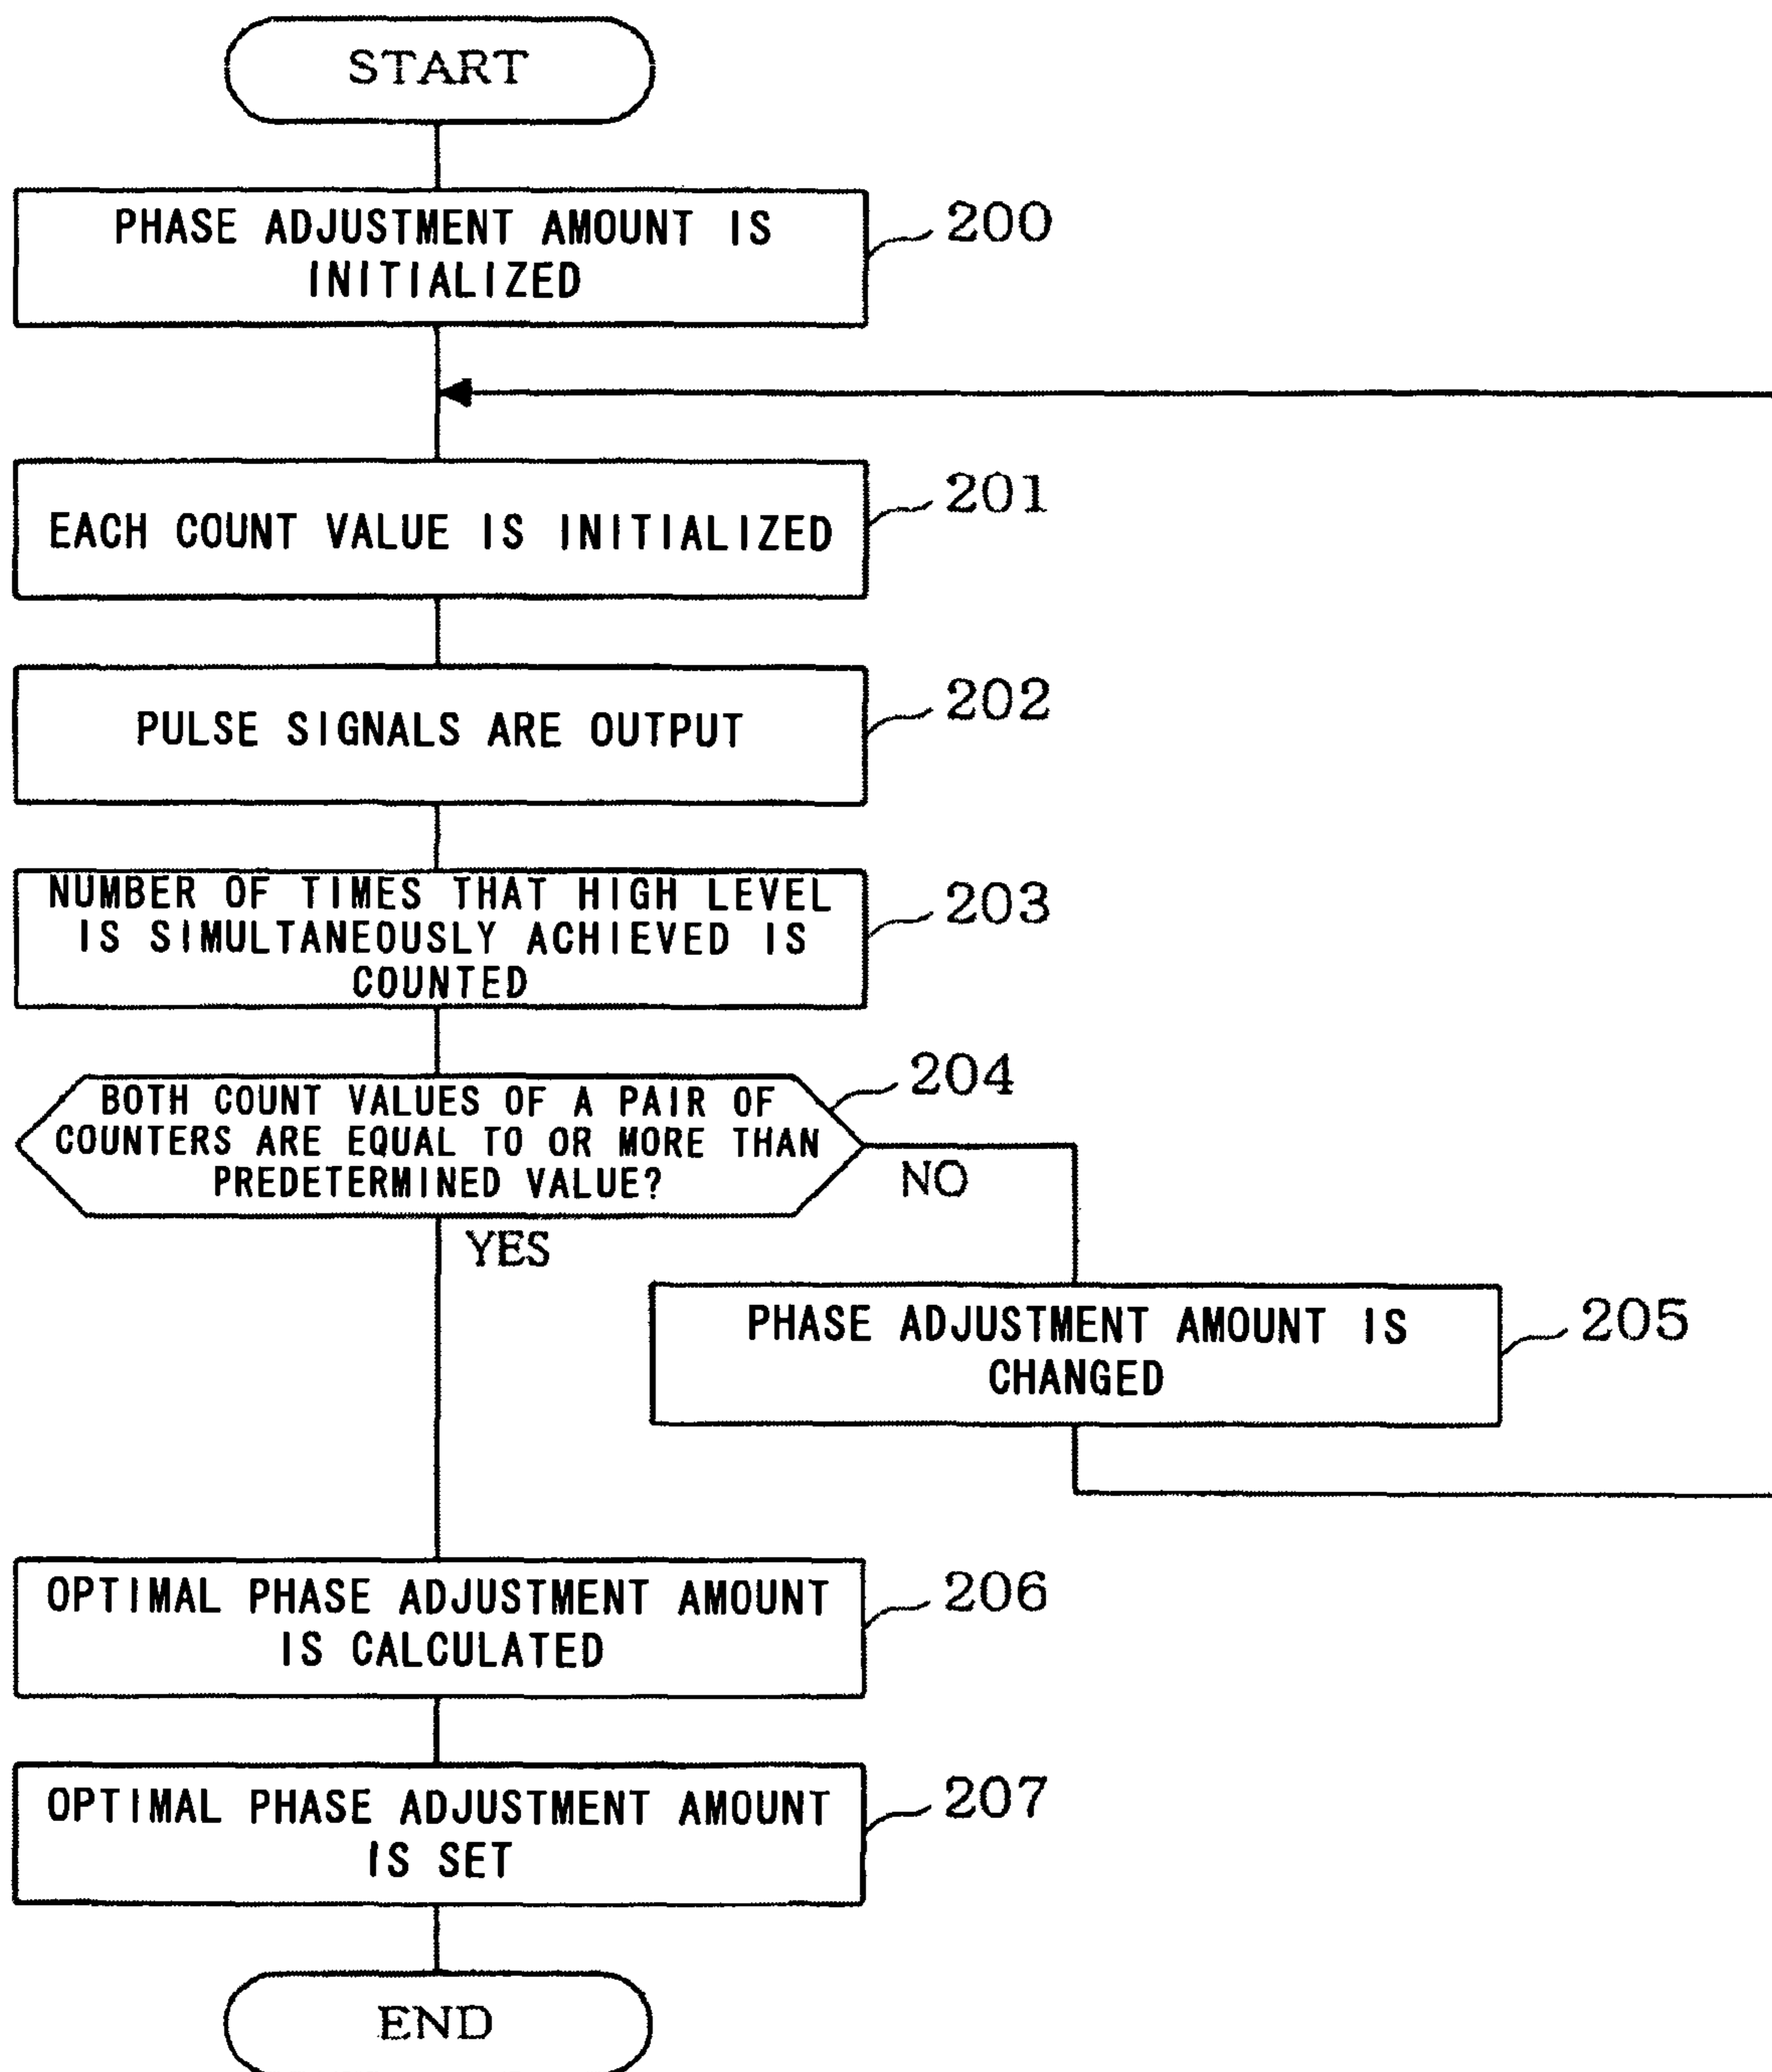 START
PHASE ADJUSTMENT AMOUNT IS
INITIALIZED
200
EACH COUNT VALUE IS INITIALIZED
201
PULSE SIGNALS ARE OUTPUT
202
NUMBER OF TIMES THAT HIGH LEVEL
IS SIMULTANEOUSLY ACHIEVED IS
COUNTED
203
BOTH COUNT VALUES OF A PAIR OF
COUNTERS ARE EQUAL TO OR MORE THAN
PREDETERMINED VALUE?
204
NO
YES
PHASE ADJUSTMENT AMOUNT IS
CHANGED
205
OPTIMAL PHASE ADJUSTMENT AMOUNT
IS CALCULATED
206
OPTIMAL PHASE ADJUSTMENT AMOUNT
IS SET
207
END